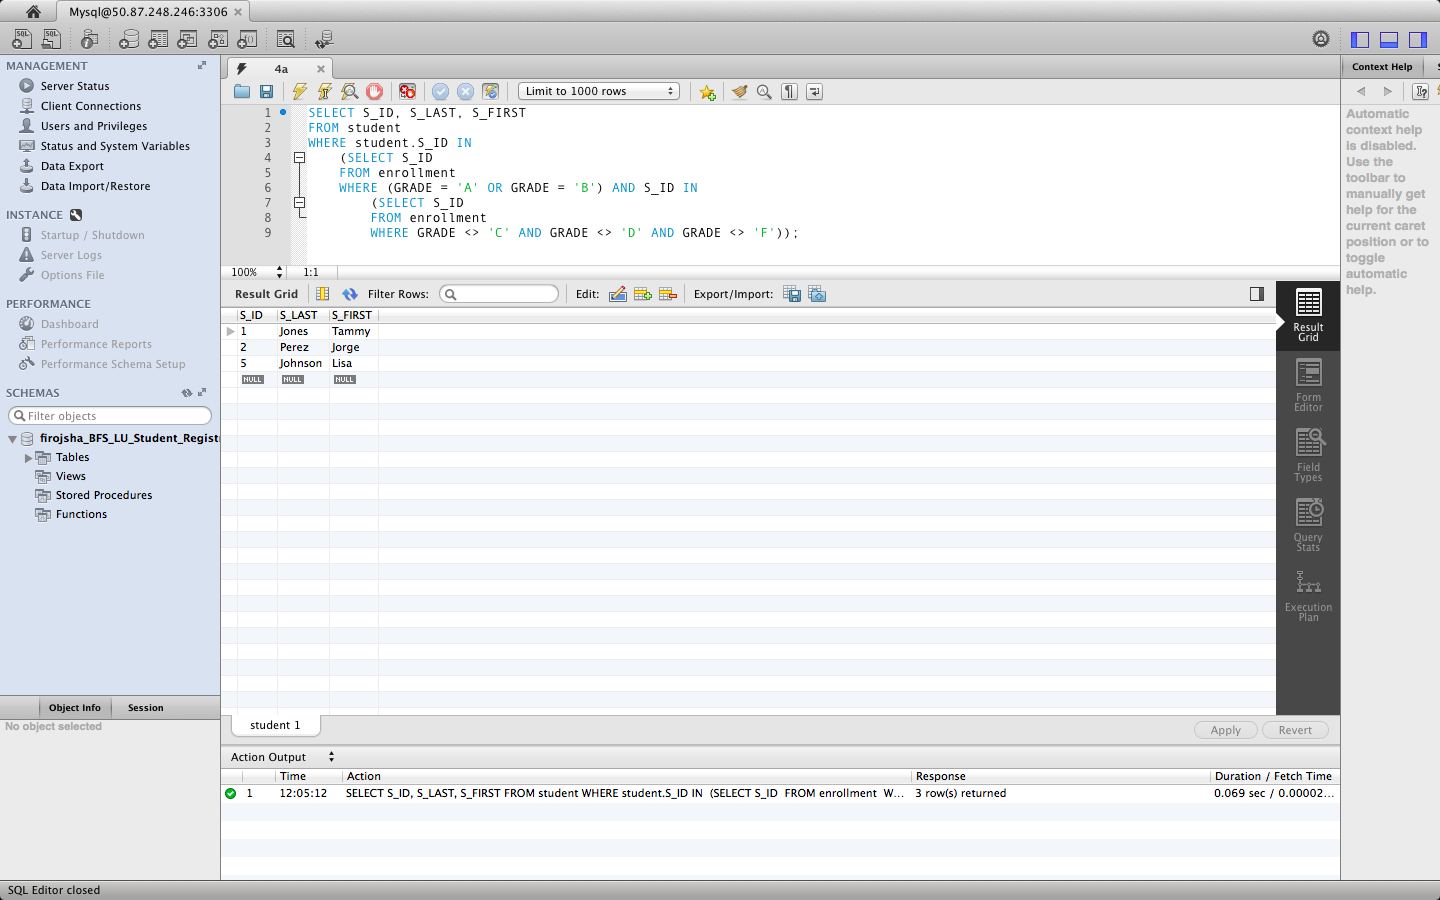 Mysql@50.87.248.246:3306
MANAGEMENT
Server Status
Client Connections
Users and Privileges
Status and System Variables
Data Export
Data Import/Restore
INSTANCE
Startup / Shutdown
Server Logs
Options File
PERFORMANCE
Dashboard
Performance Reports
Performance Schema Setup
SCHEMAS
Filter objects
firojsha_BFS_LU_Student_Regist
Tables
Views
Stored Procedures
Functions
Object Info Session
No object selected
4a
Limit to 1000 rows
1 SELECT S_ID, S_LAST, S_FIRST
2 FROM student
3 WHERE student.S_ID IN
4 (SELECT S_ID
5 FROM enrollment
6 WHERE (GRADE = 'A' OR GRADE = 'B') AND S_ID IN
7 (SELECT S_ID
8 FROM enrollment
9 WHERE GRADE <> 'C' AND GRADE <> 'D' AND GRADE <> 'F'));
100% 1:1
Result Grid Filter Rows: Edit: Export/Import:
S_ID S_LAST S_FIRST
1 Jones Tammy
2 Perez Jorge
5 Johnson Lisa
NULL NULL NULL
Result
Grid
Form
Editor
Field
Types
Query
Stats
Execution
Plan
student 1
Apply Revert
Action Output
Time Action Response Duration / Fetch Time
1 12:05:12 SELECT S_ID, S_LAST, S_FIRST FROM student WHERE student.S_ID IN (SELECT S_ID FROM enrollment W... 3 row(s) returned 0.069 sec / 0.00002...
Context Help
Automatic
context help
is disabled.
Use the
toolbar to
manually get
help for the
current caret
position or to
toggle
automatic
help.
SQL Editor closed